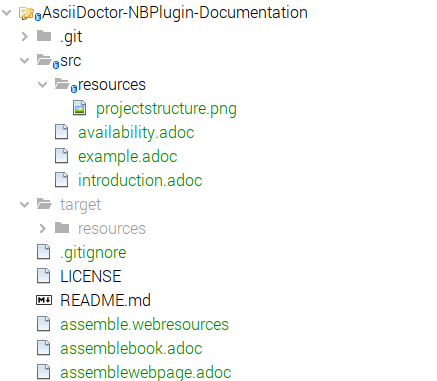 AsciiDoctor-NBPlugin-Documentation
.git
src
resources
projectstructure.png
availability.adoc
example.adoc
introduction.adoc
target
resources
.gitignore
LICENSE
README.md
assemble.webresources
assemblebook.adoc
assemblewebpage.adoc